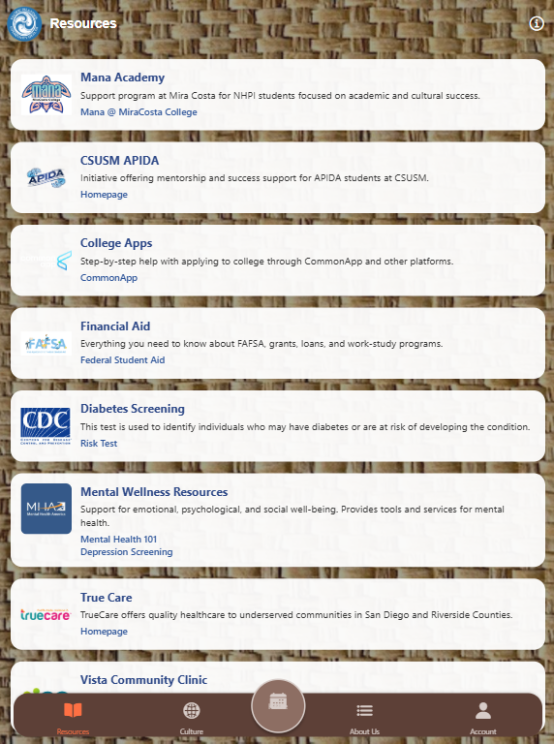 Resources
Mana Academy
Support program at Mira Costa for NHPI students focused on academic and cultural success.
Mana @ MiraCosta College
MANA
CSUSM APIDA
Initiative offering mentorship and success support for APIDA students at CSUSM.
Homepage
APIDA
College Apps
Step-by-step help with applying to college through CommonApp and other platforms.
CommonApp
Financial Aid
Everything you need to know about FAFSA, grants, loans, and work-study programs.
Federal Student Aid
FAFSA
Diabetes Screening
This test is used to identify individuals who may have diabetes or are at risk of developing the condition.
Risk Test
CDC
CENTERS FOR DISEASE
CONTROL AND PREVENTION
Mental Wellness Resources
Support for emotional, psychological, and social well-being. Provides tools and services for mental
health.
Mental Health 101
Depression Screening
MHA
Mental Health America
True Care
TrueCare offers quality healthcare to underserved communities in San Diego and Riverside Counties.
Homepage
truecare
Vista Community Clinic
Resources
Culture
About Us
Account